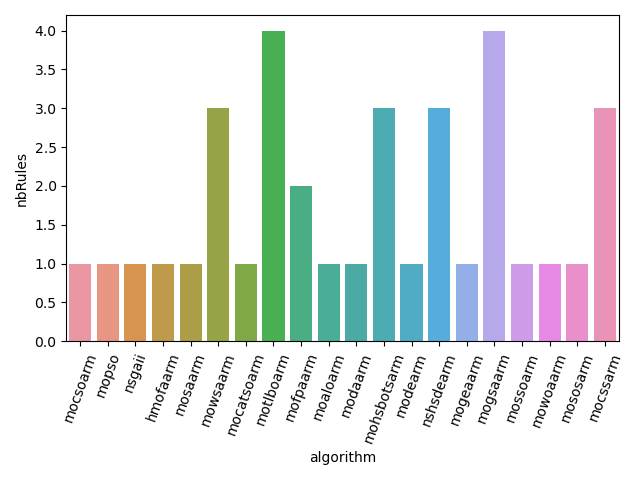 4.0
3.5
3.0
2.5
2.0
1.5
1.0
0.5
0.0
nbRules
mocsoarm
mopso
nsgaii
hmofaarm
mosaarm
mowsaarm
mocatsoarm
motlboarm
mofpaarm
moaloarm
modaarm
mohsbotsarm
modearm
nshsdearm
mogeaarm
mogsaarm
mossoarm
mowoaarm
mososarm
mocssarm
algorithm